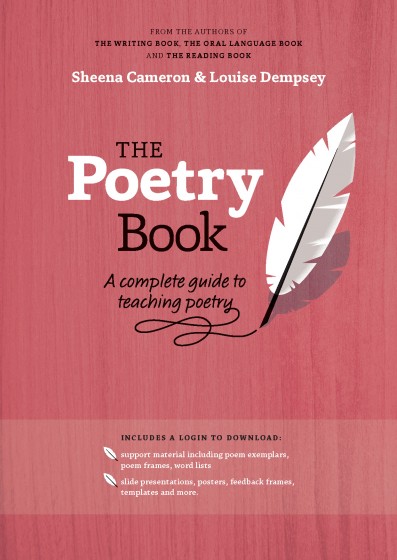 FROM THE AUTHORS OF
THE WRITING BOOK, THE ORAL LANGUAGE BOOK
AND THE READING BOOK
Sheena Cameron & Louise Dempsey
THE
Poetry
Book
A complete guide to
teaching poetry
INCLUDES A LOGIN TO DOWNLOAD:
support material including poem exemplars,
poem frames, word lists
slide presentations, posters, feedback frames,
templates and more.